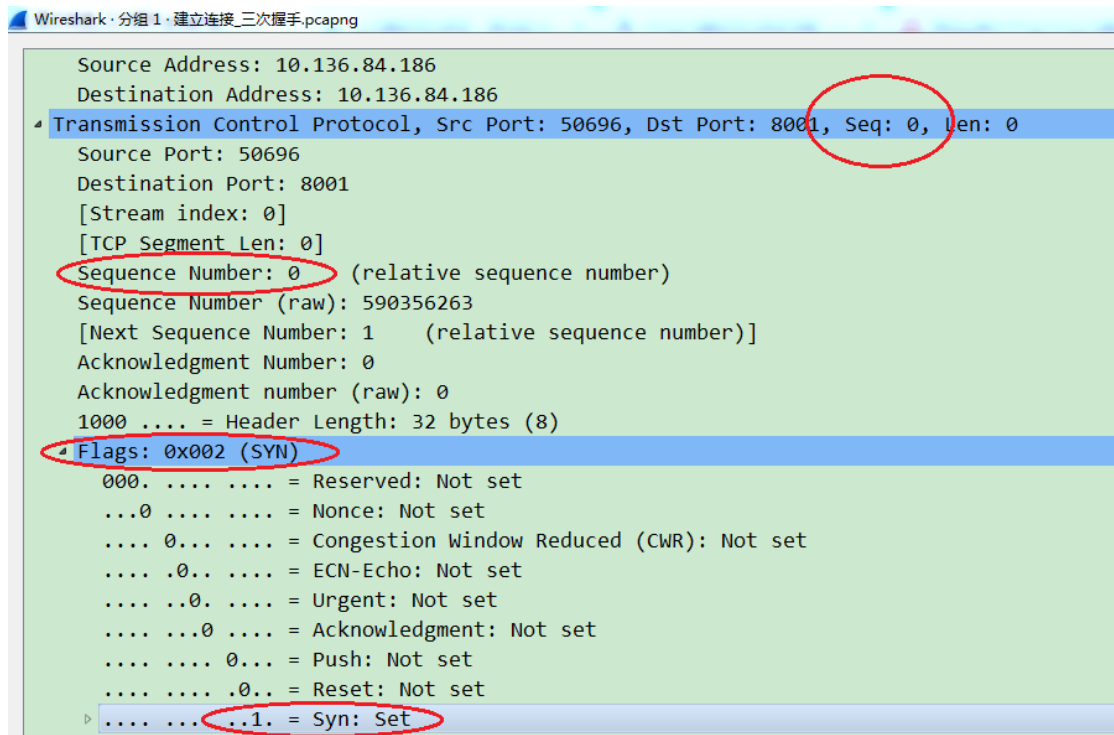 Wireshark · 分组 1 · 建立连接_三次握手.pcapng
Source Address: 10.136.84.186
Destination Address: 10.136.84.186
Transmission Control Protocol, Src Port: 50696, Dst Port: 8001, Seq: 0, Len: 0
Source Port: 50696
Destination Port: 8001
[Stream index: 0]
[TCP Segment Len: 0]
Sequence Number: 0    (relative sequence number)
Sequence Number (raw): 590356263
[Next Sequence Number: 1    (relative sequence number)]
Acknowledgment Number: 0
Acknowledgment number (raw): 0
1000 .... = Header Length: 32 bytes (8)
Flags: 0x002 (SYN)
000. .... .... = Reserved: Not set
...0 .... .... = Nonce: Not set
.... 0... .... = Congestion Window Reduced (CWR): Not set
.... .0.. .... = ECN-Echo: Not set
.... ..0. .... = Urgent: Not set
.... ...0 .... = Acknowledgment: Not set
.... .... 0... = Push: Not set
.... .... .0.. = Reset: Not set
.... .... ..1. = Syn: Set